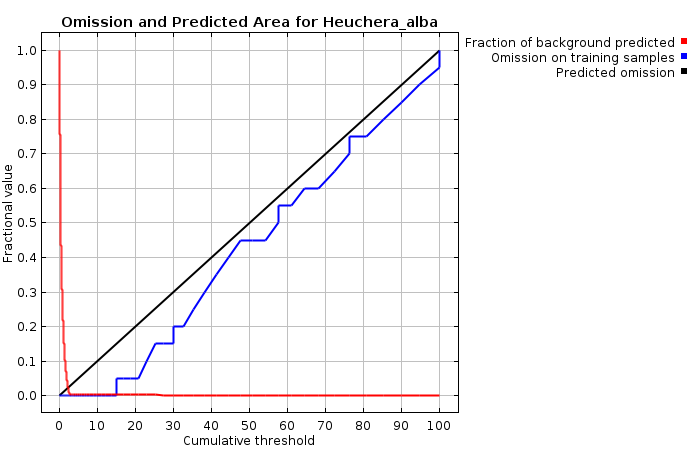 Omission and Predicted Area for Heuchera_alba
Fraction of background predicted
Omission on training samples
Predicted omission
Fractional value
1.0
0.9
0.8
0.7
0.6
0.5
0.4
0.3
0.2
0.1
0.0
0 10 20 30 40 50 60 70 80 90 100
Cumulative threshold